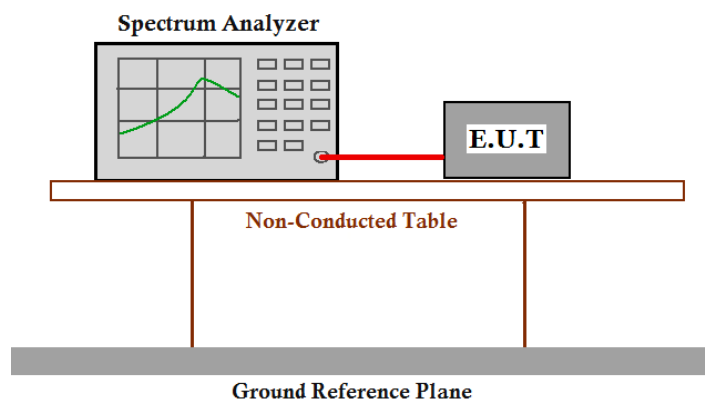 Spectrum Analyzer
E.U.T
Non-Conducted Table
Ground Reference Plane